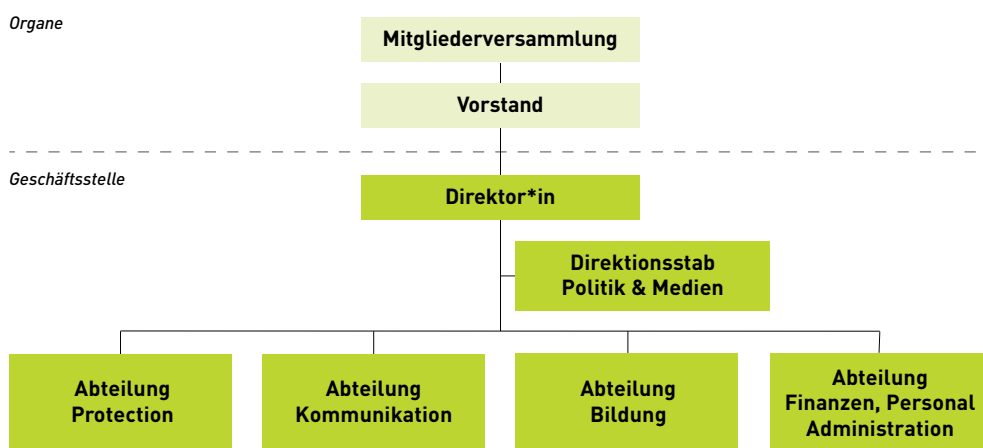 Organe
Mitgliederversammlung
Vorstand
Geschäftsstelle
Direktor*in
Direktionsstab
Politik & Medien
Abteilung
Protection
Abteilung
Kommunikation
Abteilung
Bildung
Abteilung
Finanzen, Personal
Administration